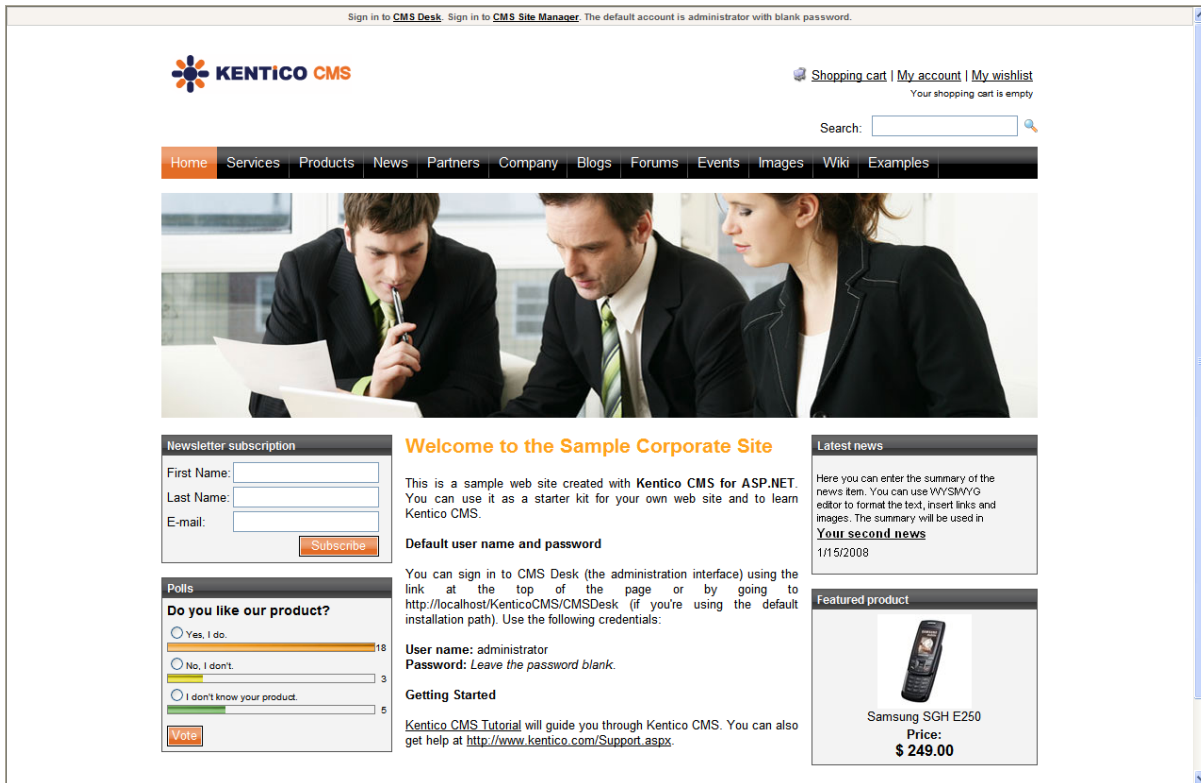 Sign in to CMS Desk. Sign in to CMS Site Manager. The default account is administrator with blank password.
KENTICO CMS
Shopping cart | My account | My wishlist
Your shopping cart is empty
Search:
Home Services Products News Partners Company Blogs Forums Events Images Wiki Examples
Newsletter subscription
First Name:
Last Name:
E-mail:
Subscribe
Polls
Do you like our product?
Yes, I do.
18
No, I don't.
3
I don't know your product.
5
Vote
Welcome to the Sample Corporate Site
This is a sample web site created with Kentico CMS for ASP.NET.
You can use it as a starter kit for your own web site and to learn
Kentico CMS.
Default user name and password
You can sign in to CMS Desk (the administration interface) using the
link at the top of the page or by going to
http://localhost/KenticoCMS/CMSDesk (if you're using the default
installation path). Use the following credentials:
User name: administrator
Password: Leave the password blank.
Getting Started
Kentico CMS Tutorial will guide you through Kentico CMS. You can also
get help at http://www.kentico.com/Support.aspx.
Latest news
Here you can enter the summary of the
news item. You can use WYSIWYG
editor to format the text, insert links and
images. The summary will be used in
Your second news
1/15/2008
Featured product
Samsung SGH E250
Price:
$ 249.00